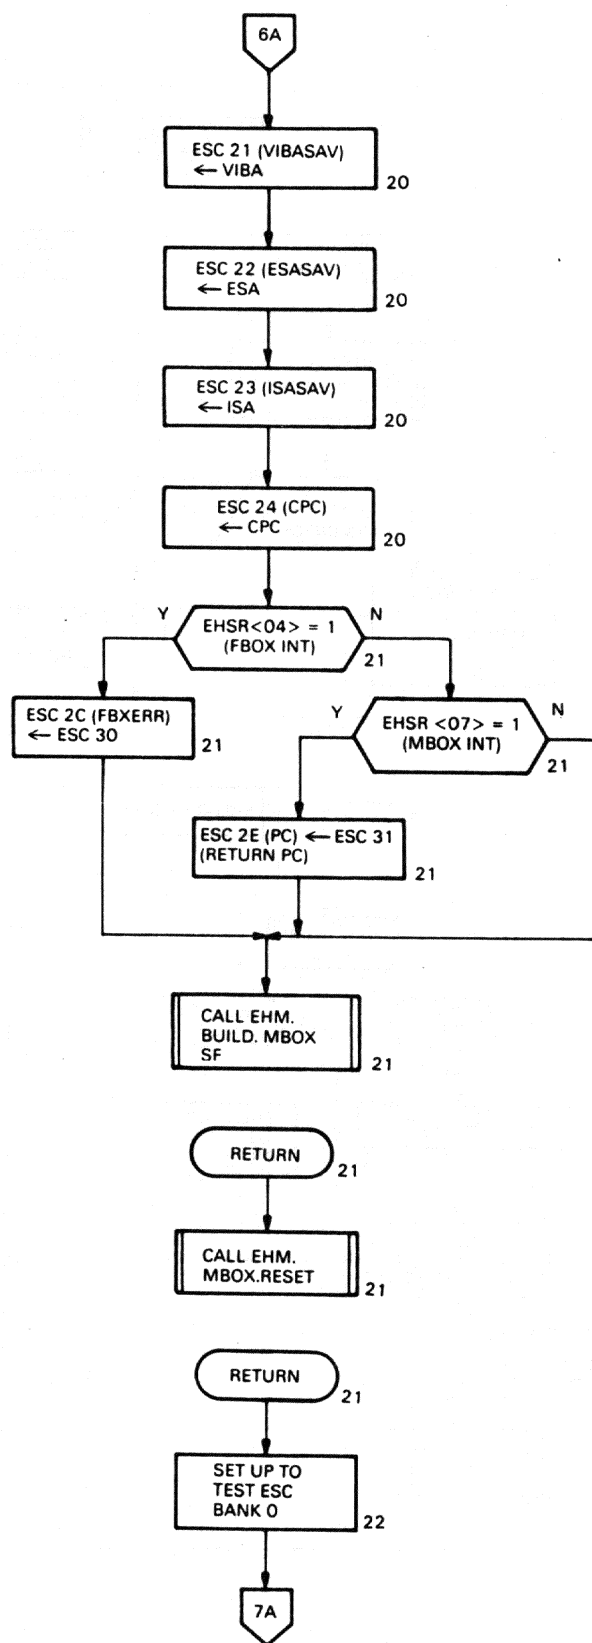 6A
ESC 21 (VIBASAV)
← VIBA
20
ESC 22 (ESASAV)
← ESA
20
ESC 23 (ISASAV)
← ISA
20
ESC 24 (CPC)
← CPC
20
Y
EHSR<04> = 1
(FBOX INT)
N
21
ESC 2C (FBXERR)
← ESC 30
21
Y
EHSR <07> = 1
(MBOX INT)
N
21
ESC 2E (PC) ← ESC 31
(RETURN PC)
21
CALL EHM.
BUILD. MBOX
SF
21
RETURN
21
CALL EHM.
MBOX.RESET
21
RETURN
21
SET UP TO
TEST ESC
BANK 0
22
7A